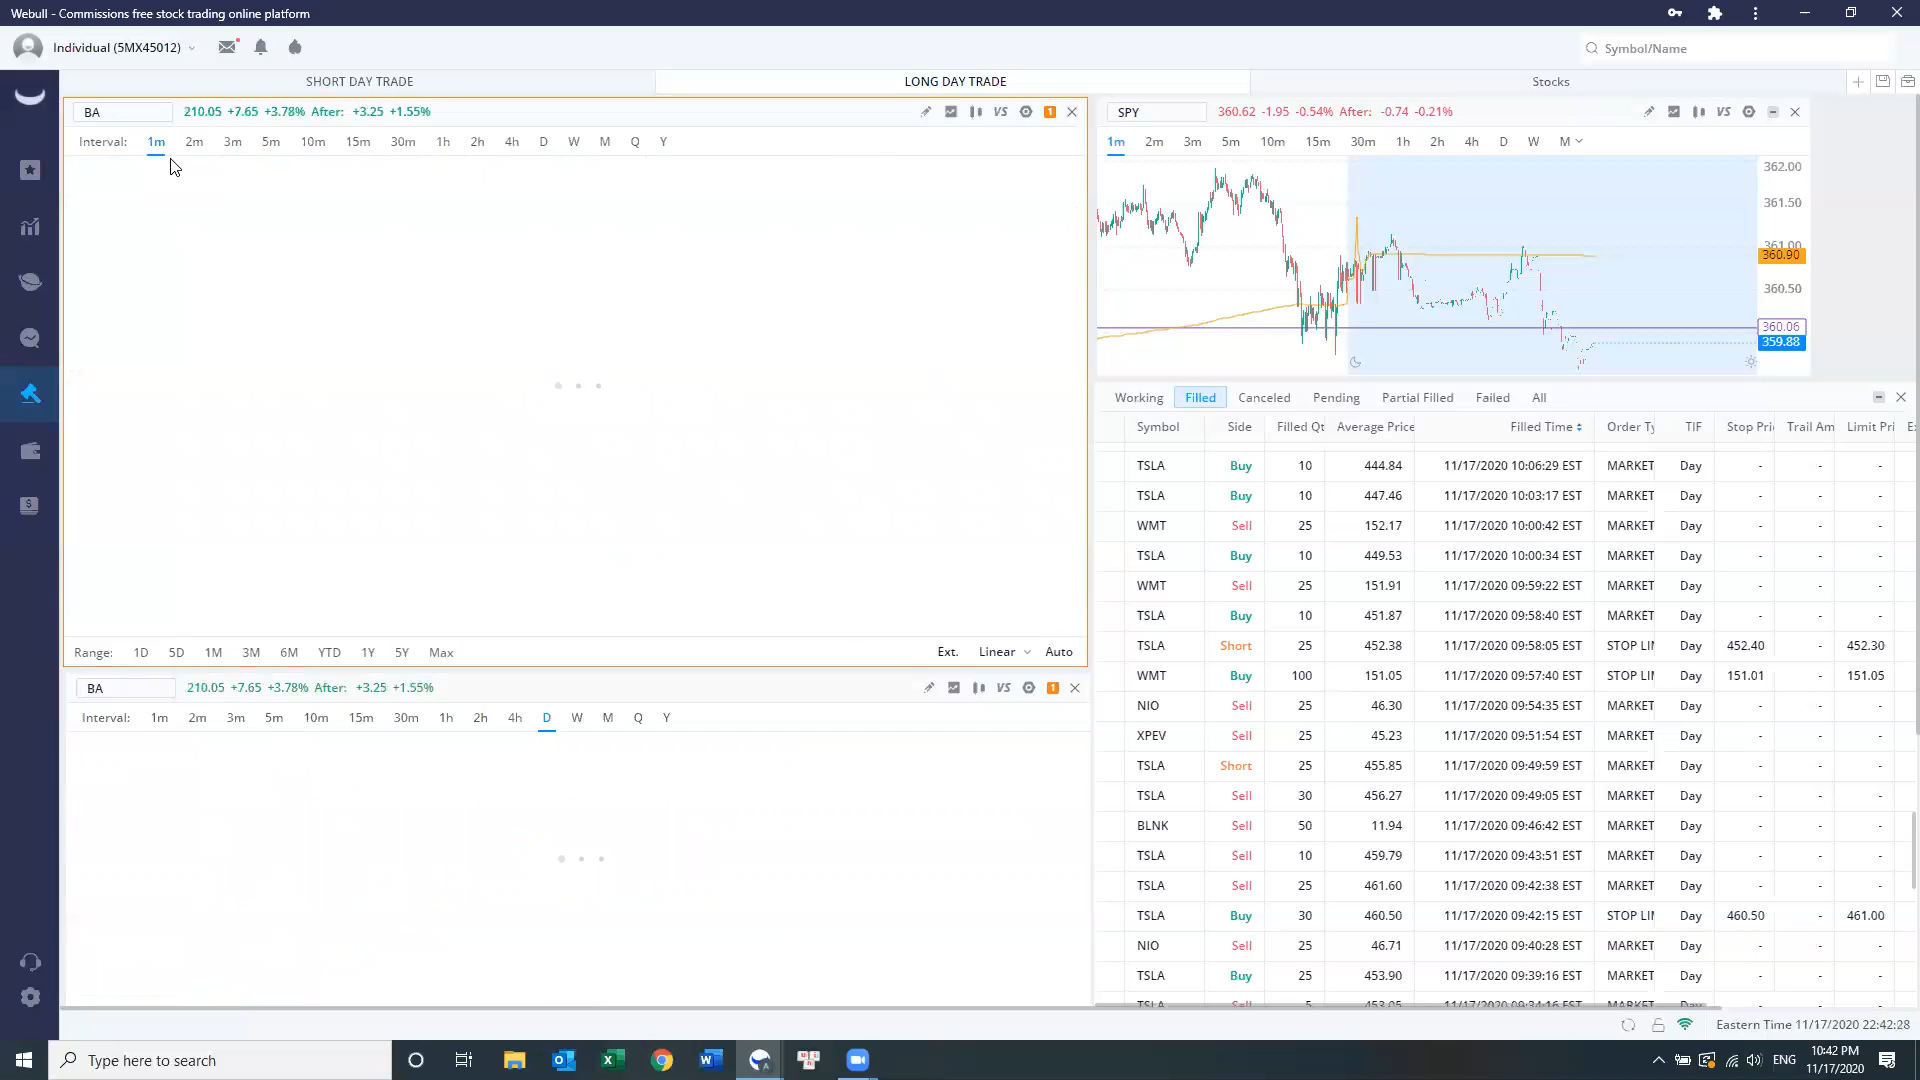 Webull - Commissions free stock trading online platform
Individual (5MX45012)
Symbol/Name
SHORT DAY TRADE
LONG DAY TRADE
Stocks
BA
210.05 +7.65 +3.78% After: +3.25 +1.55%
VS
1
Interval: 1m 2m 3m 5m 10m 15m 30m 1h 2h 4h D W M Q Y
Range: 1D 5D 1M 3M 6M YTD 1Y 5Y Max
Ext. Linear Auto
BA
210.05 +7.65 +3.78% After: +3.25 +1.55%
VS
1
Interval: 1m 2m 3m 5m 10m 15m 30m 1h 2h 4h D W M Q Y
SPY
360.62 -1.95 -0.54% After: -0.74 -0.21%
VS
1m 2m 3m 5m 10m 15m 30m 1h 2h 4h D W M
362.00
361.50
361.00
360.90
360.50
360.06
359.88
Working Filled Canceled Pending Partial Filled Failed All
Symbol Side Filled Qt Average Price Filled Time Order Ty TIF Stop Pri Trail Am Limit Pri
TSLA Buy 10 444.84 11/17/2020 10:06:29 EST MARKET Day - - -
TSLA Buy 10 447.46 11/17/2020 10:03:17 EST MARKET Day - - -
WMT Sell 25 152.17 11/17/2020 10:00:42 EST MARKET Day - - -
TSLA Buy 10 449.53 11/17/2020 10:00:34 EST MARKET Day - - -
WMT Sell 25 151.91 11/17/2020 09:59:22 EST MARKET Day - - -
TSLA Buy 10 451.87 11/17/2020 09:58:40 EST MARKET Day - - -
TSLA Short 25 452.38 11/17/2020 09:58:05 EST STOP LI Day 452.40 - 452.30
WMT Buy 100 151.05 11/17/2020 09:57:40 EST STOP LI Day 151.01 - 151.05
NIO Sell 25 46.30 11/17/2020 09:54:35 EST MARKET Day - - -
XPEV Sell 25 45.23 11/17/2020 09:51:54 EST MARKET Day - - -
TSLA Short 25 455.85 11/17/2020 09:49:59 EST MARKET Day - - -
TSLA Sell 30 456.27 11/17/2020 09:49:05 EST MARKET Day - - -
BLNK Sell 50 11.94 11/17/2020 09:46:42 EST MARKET Day - - -
TSLA Sell 10 459.79 11/17/2020 09:43:51 EST MARKET Day - - -
TSLA Sell 25 461.60 11/17/2020 09:42:38 EST MARKET Day - - -
TSLA Buy 30 460.50 11/17/2020 09:42:15 EST STOP LI Day 460.50 - 461.00
NIO Sell 25 46.71 11/17/2020 09:40:28 EST MARKET Day - - -
TSLA Buy 25 453.90 11/17/2020 09:39:16 EST MARKET Day - - -
TSLA Sell 5 453.05 11/17/2020 09:34:16 EST MARKET Day - - -
Eastern Time 11/17/2020 22:42:28
Type here to search
ENG
10:42 PM
11/17/2020